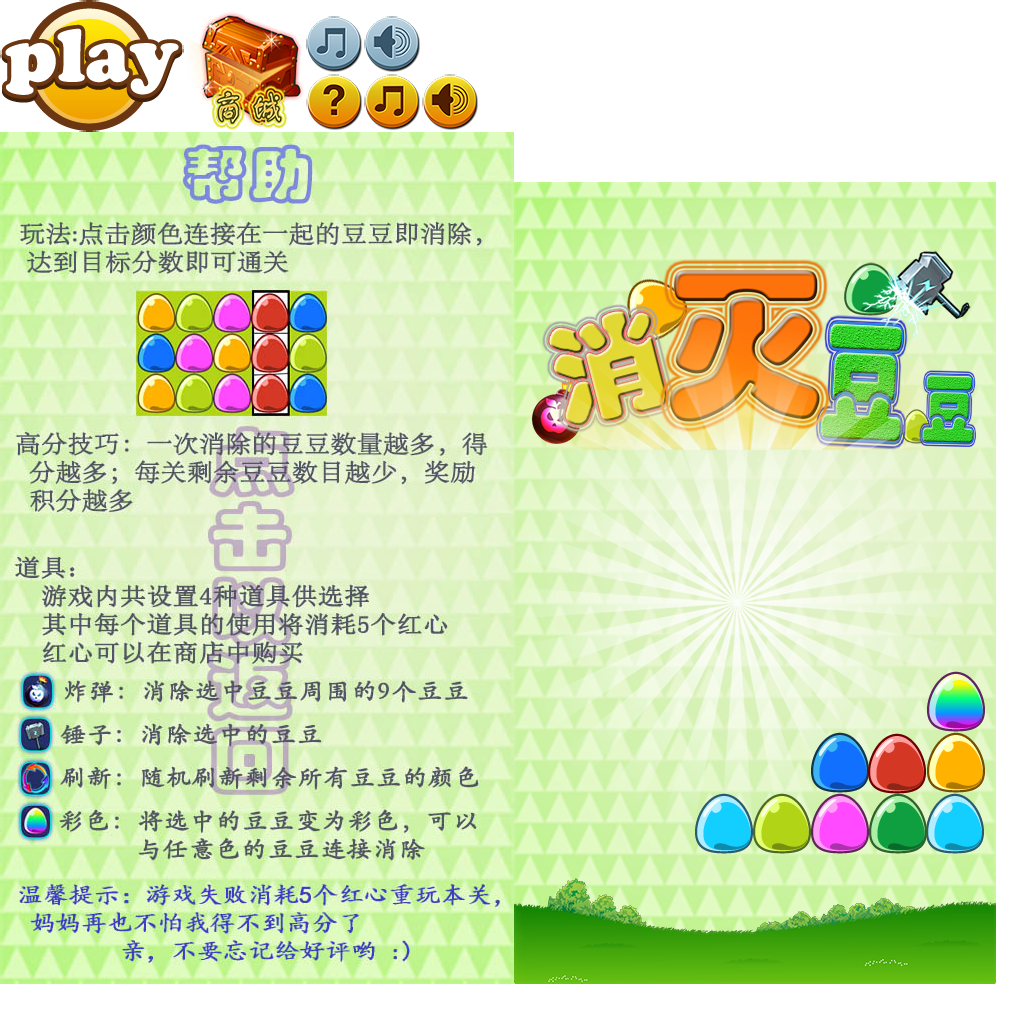 play
商城
?
帮助
玩法:点击颜色连接在一起的豆豆即消除，
达到目标分数即可通关
高分技巧：一次消除的豆豆数量越多，得
分越多；每关剩余豆豆数目越少，奖励
积分越多
点击以返回
道具：
游戏内共设置4种道具供选择
其中每个道具的使用将消耗5个红心
红心可以在商店中购买
炸弹：消除选中豆豆周围的9个豆豆
锤子：消除选中的豆豆
刷新：随机刷新剩余所有豆豆的颜色
彩色：将选中的豆豆变为彩色，可以
与任意色的豆豆连接消除
温馨提示：游戏失败消耗5个红心重玩本关，
妈妈再也不怕我得不到高分了
亲，不要忘记给好评哟 :）
消灭豆豆